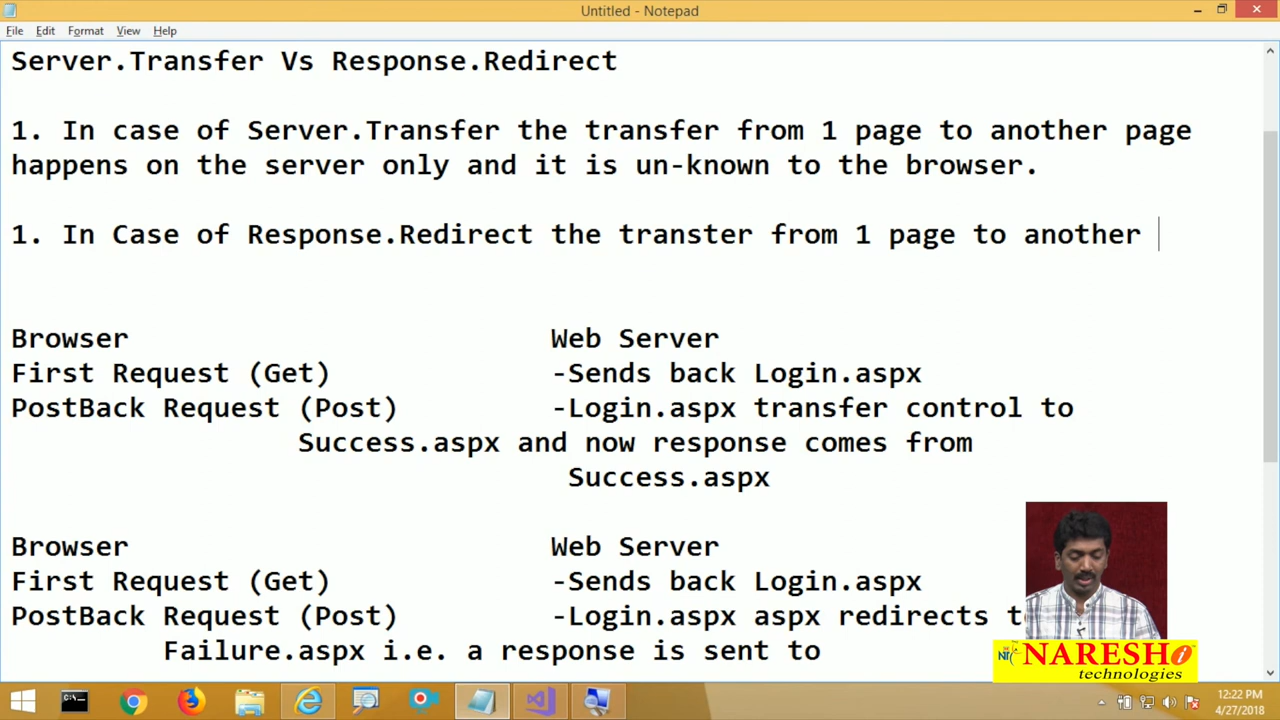 Untitled - Notepad
File Edit Format View Help
Server.Transfer Vs Response.Redirect
1. In case of Server.Transfer the transfer from 1 page to another page
happens on the server only and it is un-known to the browser.
1. In Case of Response.Redirect the transter from 1 page to another
Browser Web Server
First Request (Get) -Sends back Login.aspx
PostBack Request (Post) -Login.aspx transfer control to
Success.aspx and now response comes from
Success.aspx
Browser Web Server
First Request (Get) -Sends back Login.aspx
PostBack Request (Post) -Login.aspx aspx redirects
Failure.aspx i.e. a response is sent to
NARESH i
technologies
12:22 PM
4/27/2018